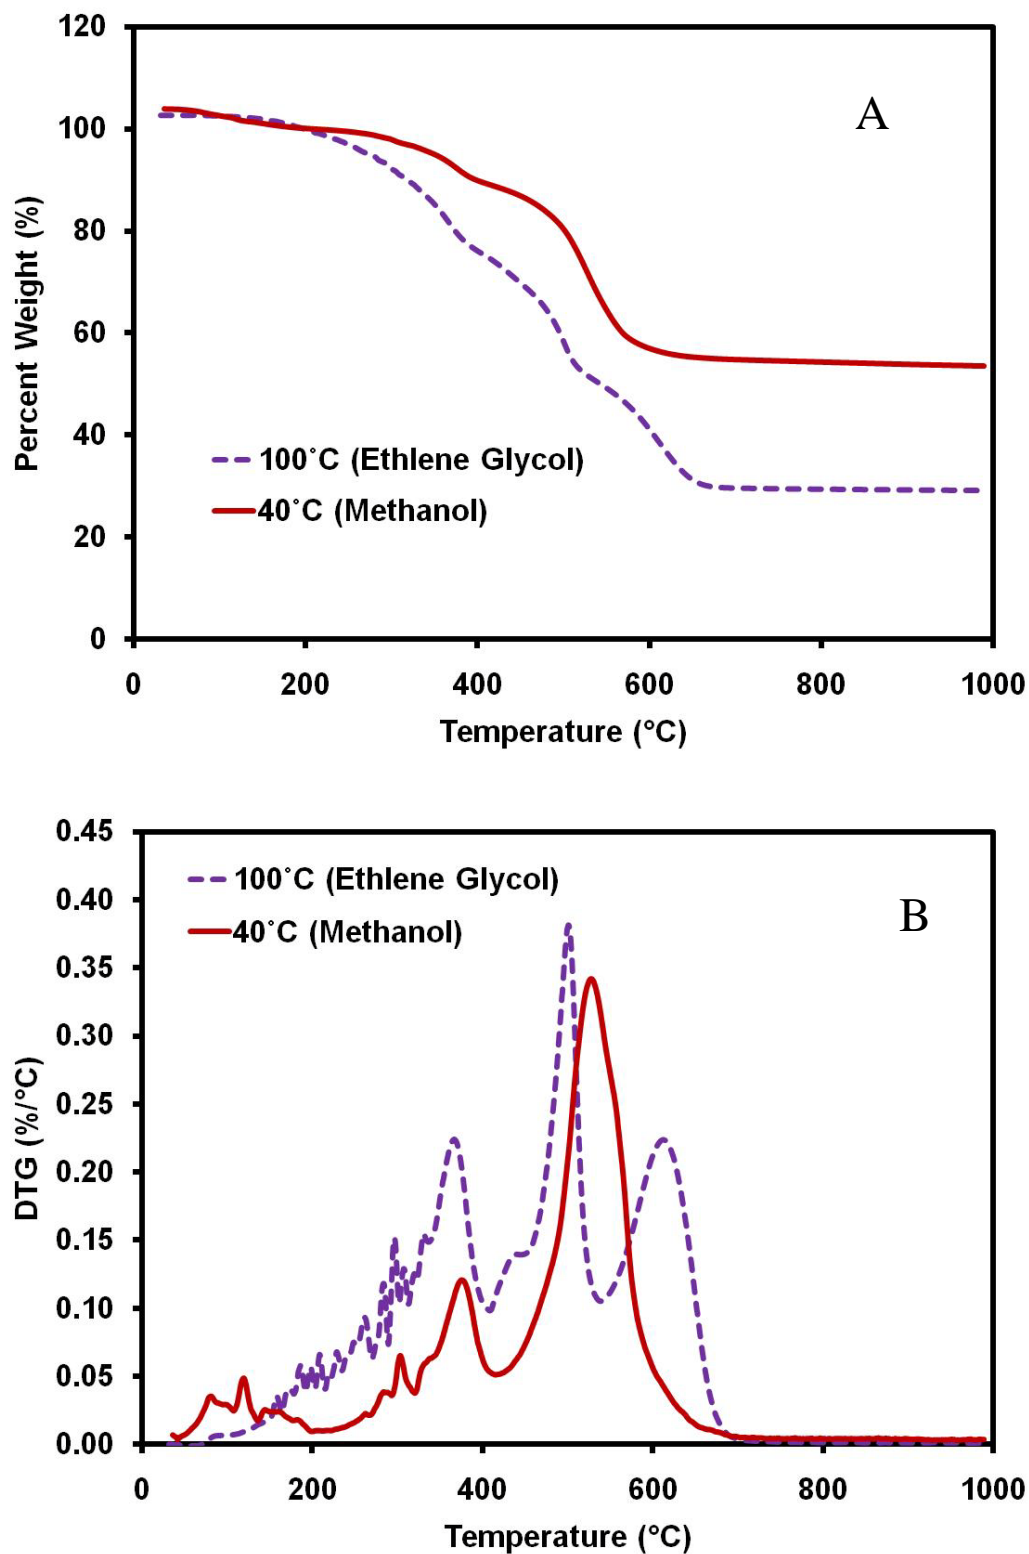 120
A
100
80
Percent Weight (%)
60
40
100˚C (Ethlene Glycol)
40˚C (Methanol)
20
0
0 200 400 600 800 1000
Temperature (°C)
0.45
100˚C (Ethlene Glycol)
0.40
B
40˚C (Methanol)
0.35
0.30
0.25
DTG (%/°C)
0.20
0.15
0.10
0.05
0.00
0 200 400 600 800 1000
Temperature (°C)